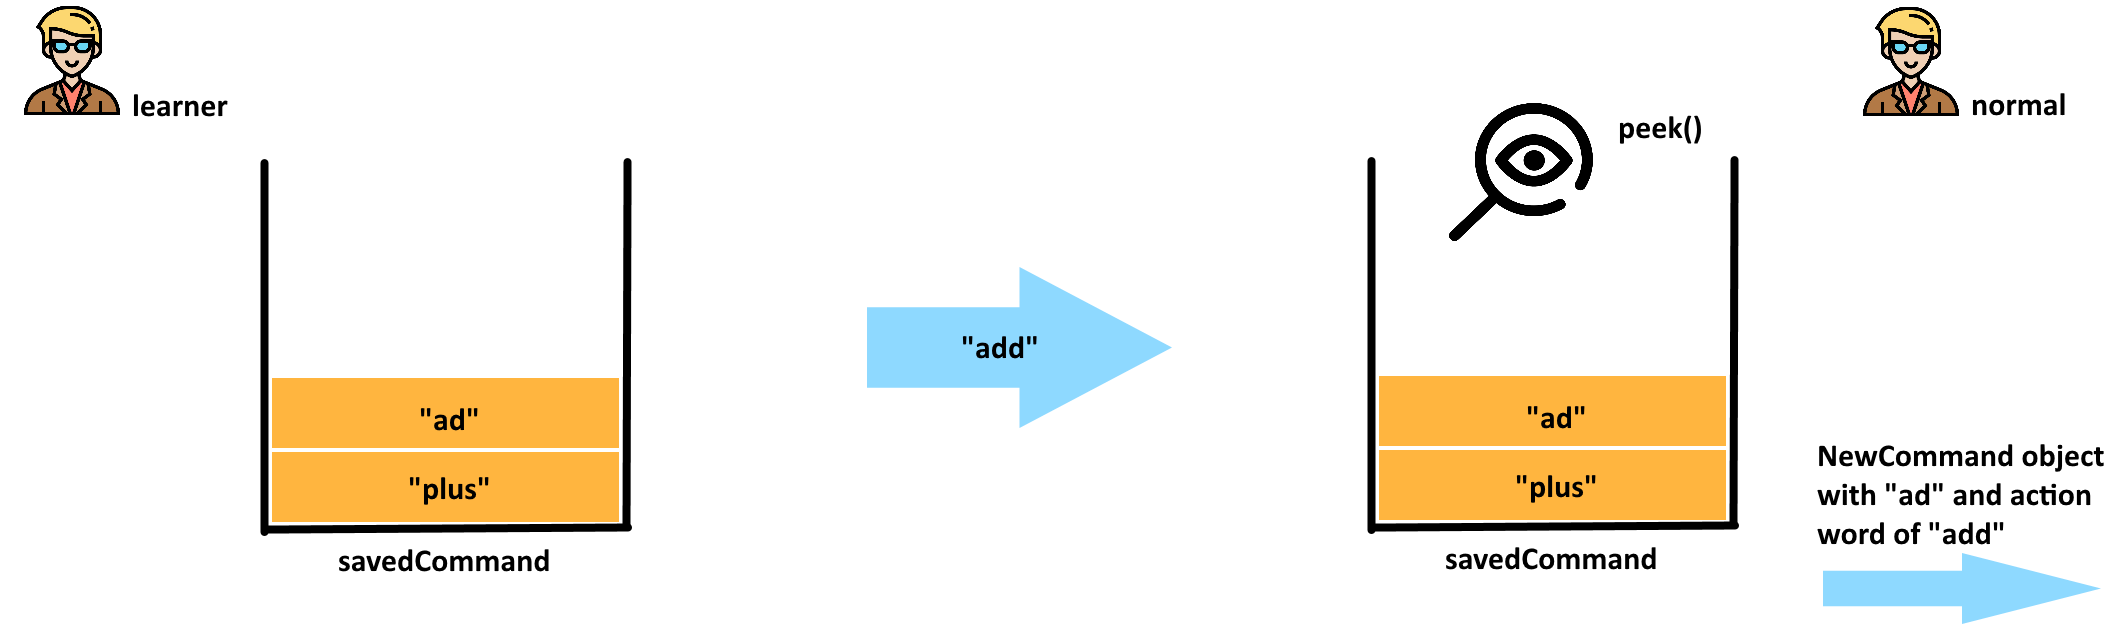 learner
normal
peek()
"add"
"ad"
"plus"
savedCommand
"ad"
"plus"
savedCommand
NewCommand object
with "ad" and action
word of "add"